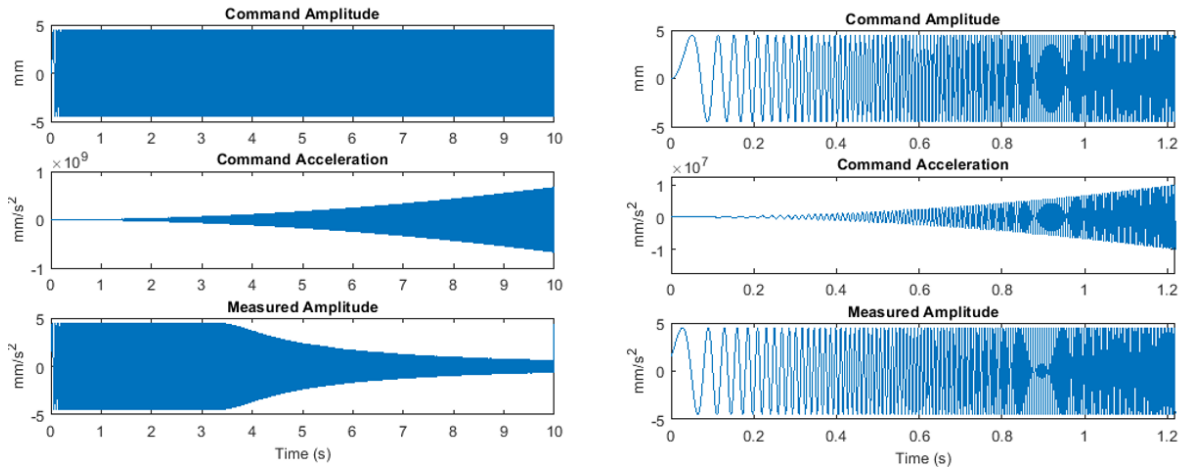 Command Amplitude
5
mm
0
-5
0 1 2 3 4 5 6 7 8 9 10
×10⁹
Command Acceleration
1
mm/s²
0
-1
0 1 2 3 4 5 6 7 8 9 10
Measured Amplitude
5
mm/s²
0
-5
0 1 2 3 4 5 6 7 8 9 10
Time (s)
Command Amplitude
5
mm
0
-5
0 0.2 0.4 0.6 0.8 1 1.2
×10⁷
Command Acceleration
1
mm/s²
0
-1
0 0.2 0.4 0.6 0.8 1 1.2
Measured Amplitude
5
mm/s²
0
-5
0 0.2 0.4 0.6 0.8 1 1.2
Time (s)